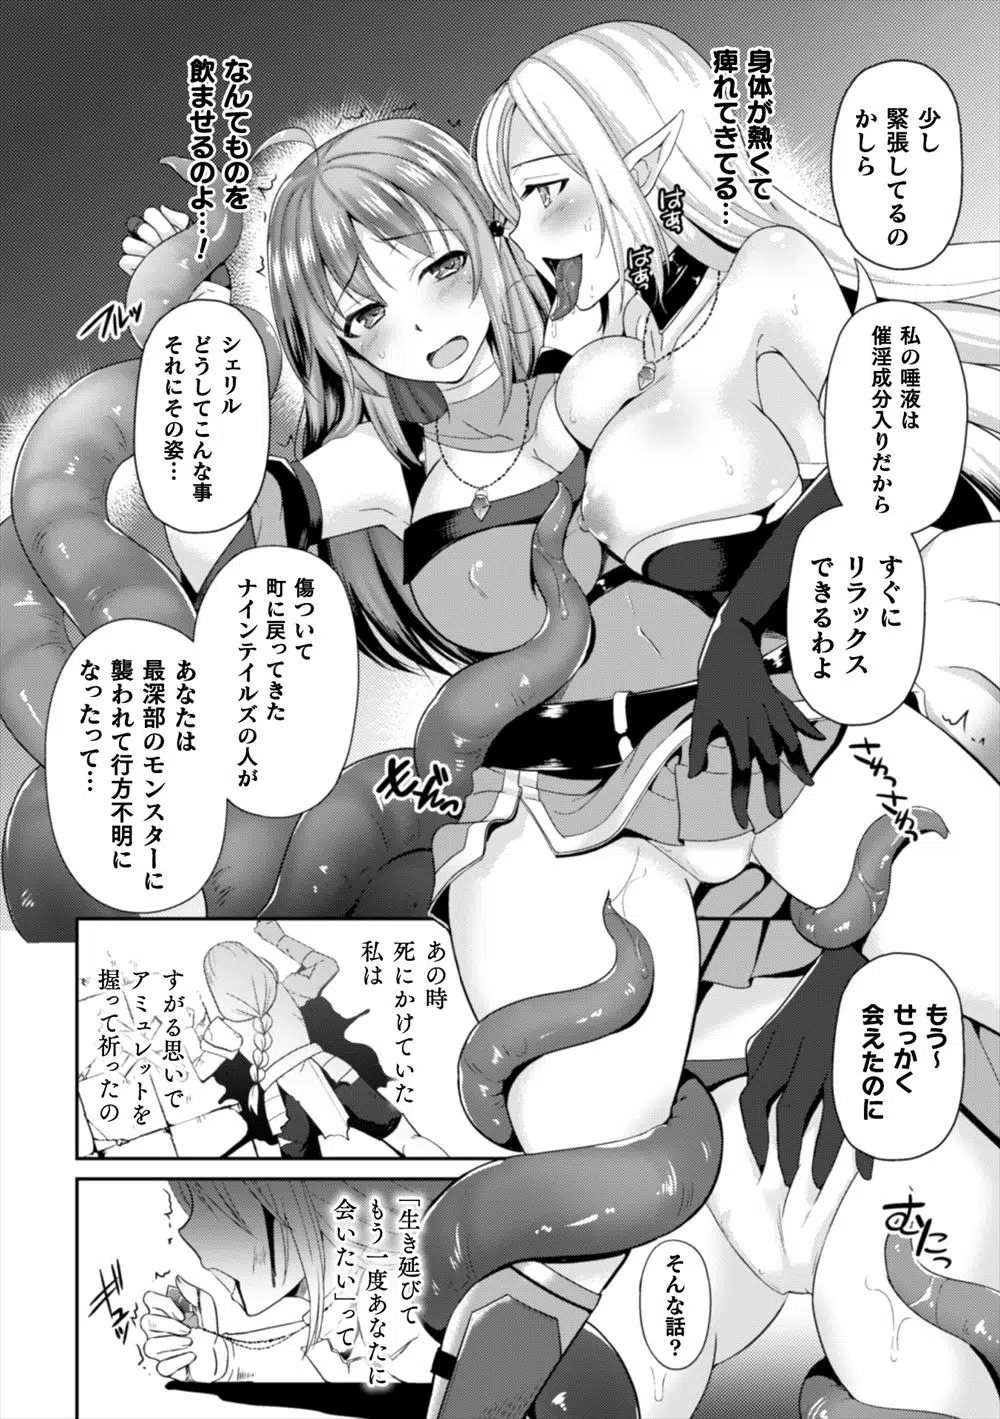 少し
緊張してるの
かしら
私の唾液は
催淫成分入りだから
すぐに
リラックス
できるわよ
身体が熱くて
痺れてきてる…
はぁっ
はぁっ
なんてものを
飲ませるのよ…!
ブルッ
シェリル
どうしてこんな事
それにその姿…
傷ついて
町に戻ってきた
ナインテイルズの人が
あなたは
最深部のモンスターに
襲われて行方不明に
なったって…
もぞっ
さわっ
さわっ
もう〜
せっかく
会えたのに
むりたっ
そんな話?
あの時
死にかけていた
私は
すがる思いで
アミュレットを
握って祈ったの
「生き延びて
もう一度あなたに
会いたい」って
ギュッ